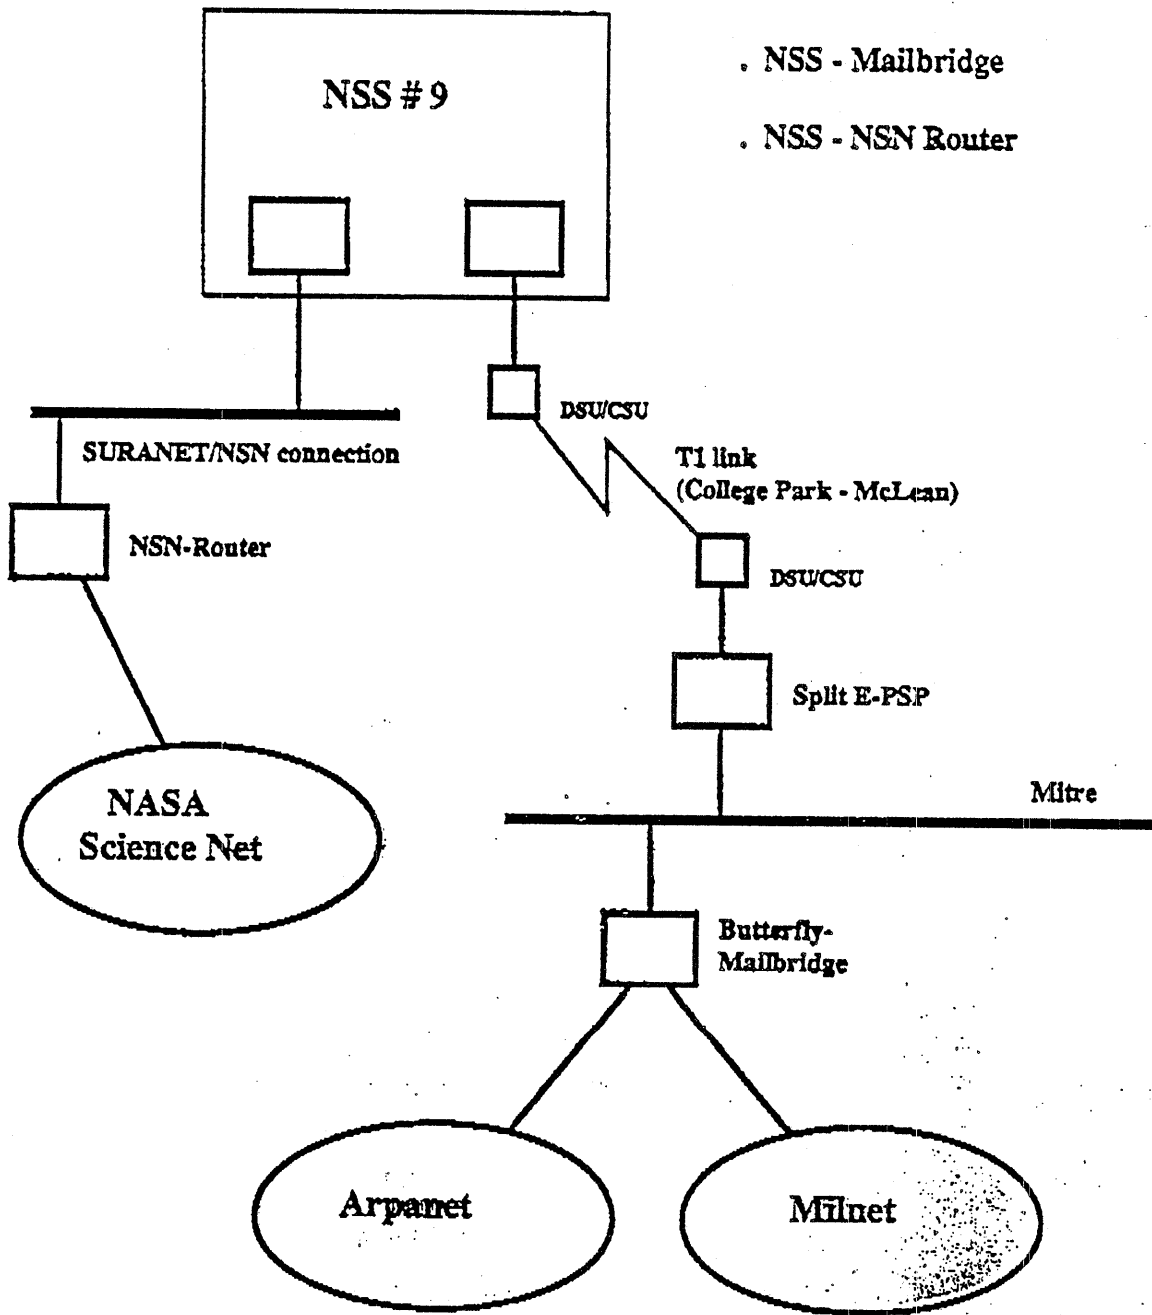 NSS # 9
. NSS - Mailbridge
. NSS - NSN Router
DSU/CSU
SURANET/NSN connection
T1 link
(College Park - McLean)
NSN-Router
DSU/CSU
Split E-PSP
NASA
Science Net
Mitre
Butterfly-
Mailbridge
Arpanet
Milnet